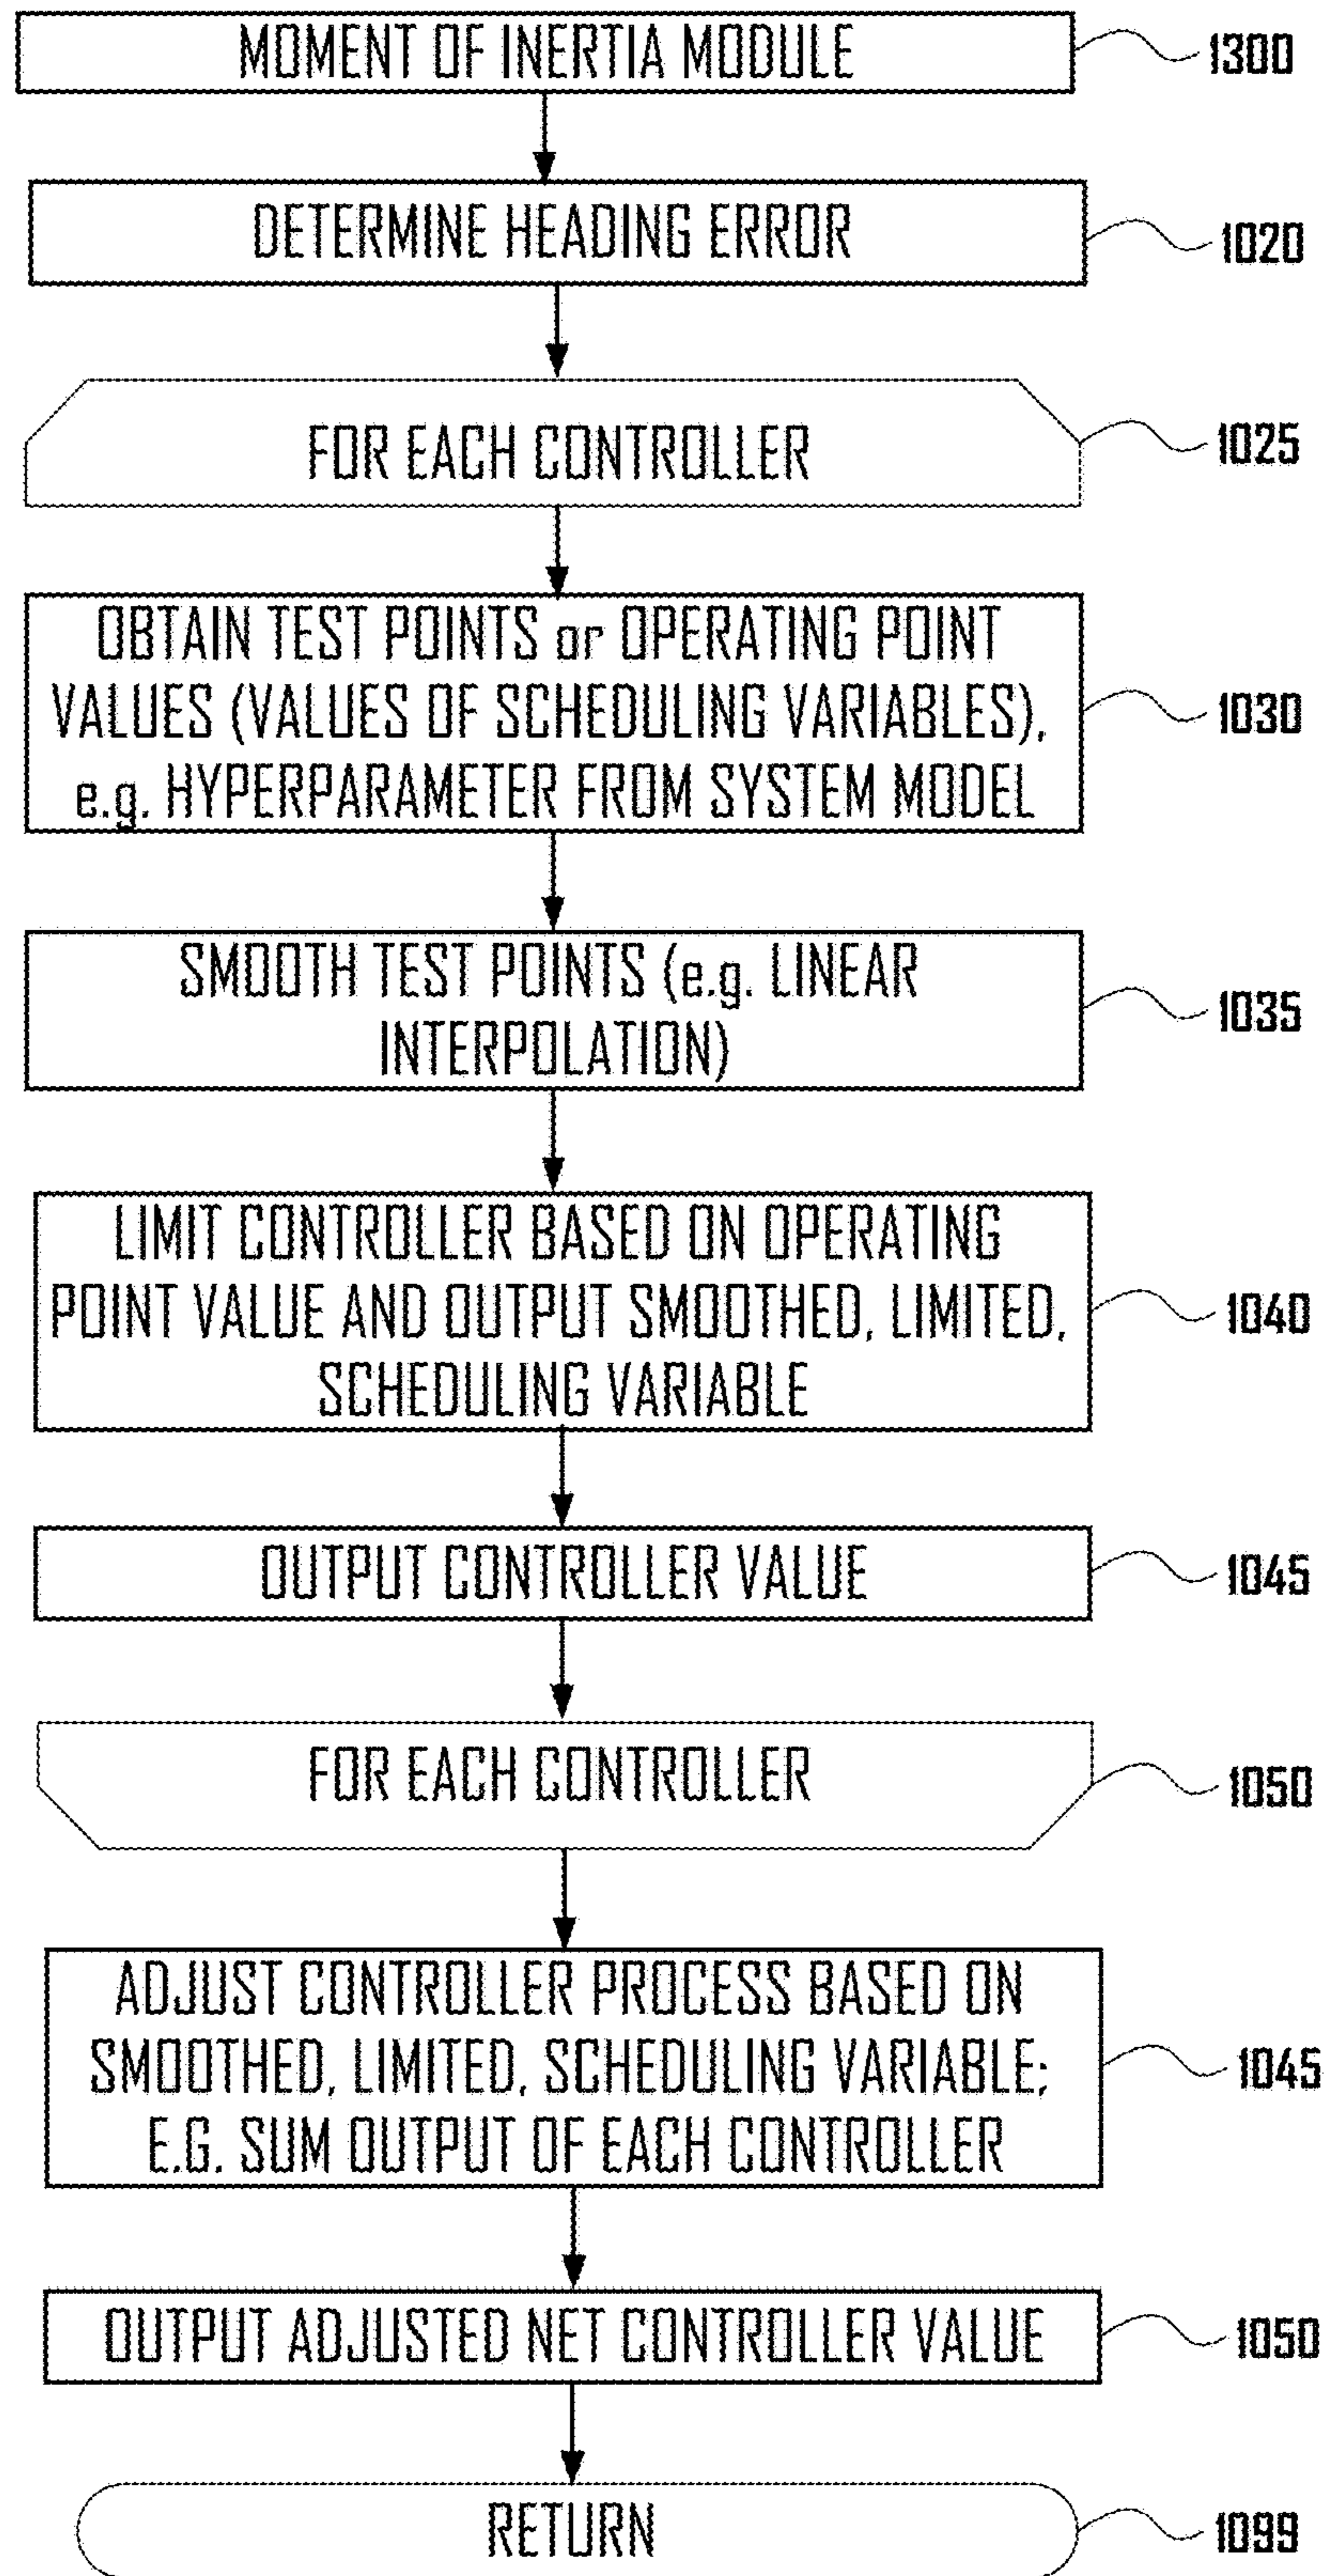 MOMENT OF INERTIA MODULE
1300
DETERMINE HEADING ERROR
1020
FOR EACH CONTROLLER
1025
OBTAIN TEST POINTS or OPERATING POINT
VALUES (VALUES OF SCHEDULING VARIABLES),
e.g. HYPERPARAMETER FROM SYSTEM MODEL
1030
SMOOTH TEST POINTS (e.g. LINEAR
INTERPOLATION)
1035
LIMIT CONTROLLER BASED ON OPERATING
POINT VALUE AND OUTPUT SMOOTHED, LIMITED,
SCHEDULING VARIABLE
1040
OUTPUT CONTROLLER VALUE
1045
FOR EACH CONTROLLER
1050
ADJUST CONTROLLER PROCESS BASED ON
SMOOTHED, LIMITED, SCHEDULING VARIABLE;
E.G. SUM OUTPUT OF EACH CONTROLLER
1045
OUTPUT ADJUSTED NET CONTROLLER VALUE
1050
RETURN
1099